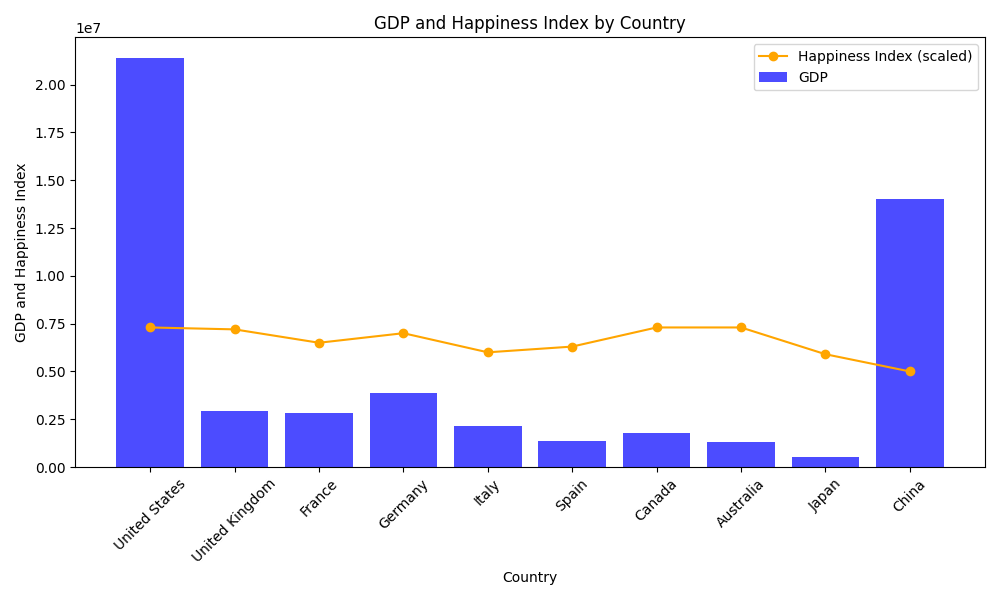 GDP and Happiness Index by Country
1e7
Happiness Index (scaled)
GDP
GDP and Happiness Index
2.00
1.75
1.50
1.25
1.00
0.75
0.50
0.25
0.00
United States
United Kingdom
France
Germany
Italy
Spain
Canada
Australia
Japan
China
Country